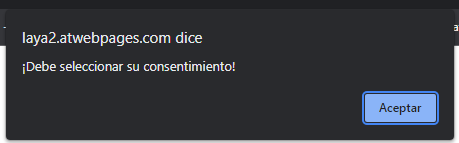 laya2.atwebpages.com dice
¡Debe seleccionar su consentimiento!
Aceptar